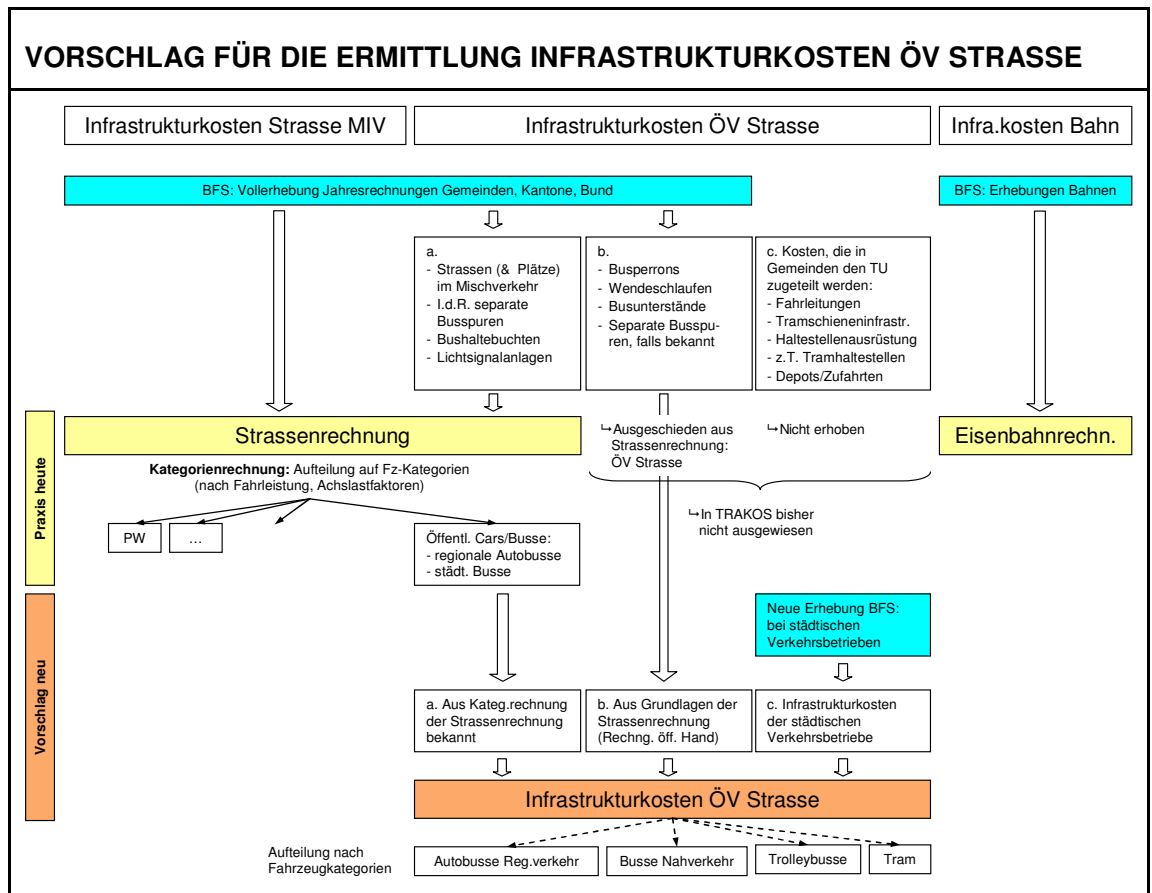 VORSCHLAG FÜR DIE ERMITTLUNG INFRASTRUKTURKOSTEN ÖV STRASSE
Infrastrukturkosten Strasse MIV
Infrastrukturkosten ÖV Strasse
Infra.kosten Bahn
BFS: Vollerhebung Jahresrechnungen Gemeinden, Kantone, Bund
BFS: Erhebungen Bahnen
a.
- Strassen (& Plätze)
im Mischverkehr
- I.d.R. separate
Busspuren
- Bushaltebuchten
- Lichtsignalanlagen
b.
- Busperrons
- Wendeschlaufen
- Busunterstände
- Separate Busspu-
ren, falls bekannt
c. Kosten, die in
Gemeinden den TU
zugeteilt werden:
- Fahrleitungen
- Tramschieneninfrastr.
- Haltestellenausrüstung
- z.T. Tramhaltestellen
- Depots/Zufahrten
Praxis heute
Strassenrechnung
↳Ausgeschieden aus
Strassenrechnung:
ÖV Strasse
↳Nicht erhoben
Eisenbahnrechn.
Kategorienrechnung: Aufteilung auf Fz-Kategorien
(nach Fahrleistung, Achslastfaktoren)
↳In TRAKOS bisher
nicht ausgewiesen
PW
...
Öffentl. Cars/Busse:
- regionale Autobusse
- städt. Busse
Vorschlag neu
Neue Erhebung BFS:
bei städtischen
Verkehrsbetrieben
a. Aus Kateg.rechnung
der Strassenrechnung
bekannt
b. Aus Grundlagen der
Strassenrechnung
(Rechng. öff. Hand)
c. Infrastrukturkosten
der städtischen
Verkehrsbetriebe
Infrastrukturkosten ÖV Strasse
Aufteilung nach
Fahrzeugkategorien
Autobusse Reg.verkehr
Busse Nahverkehr
Trolleybusse
Tram